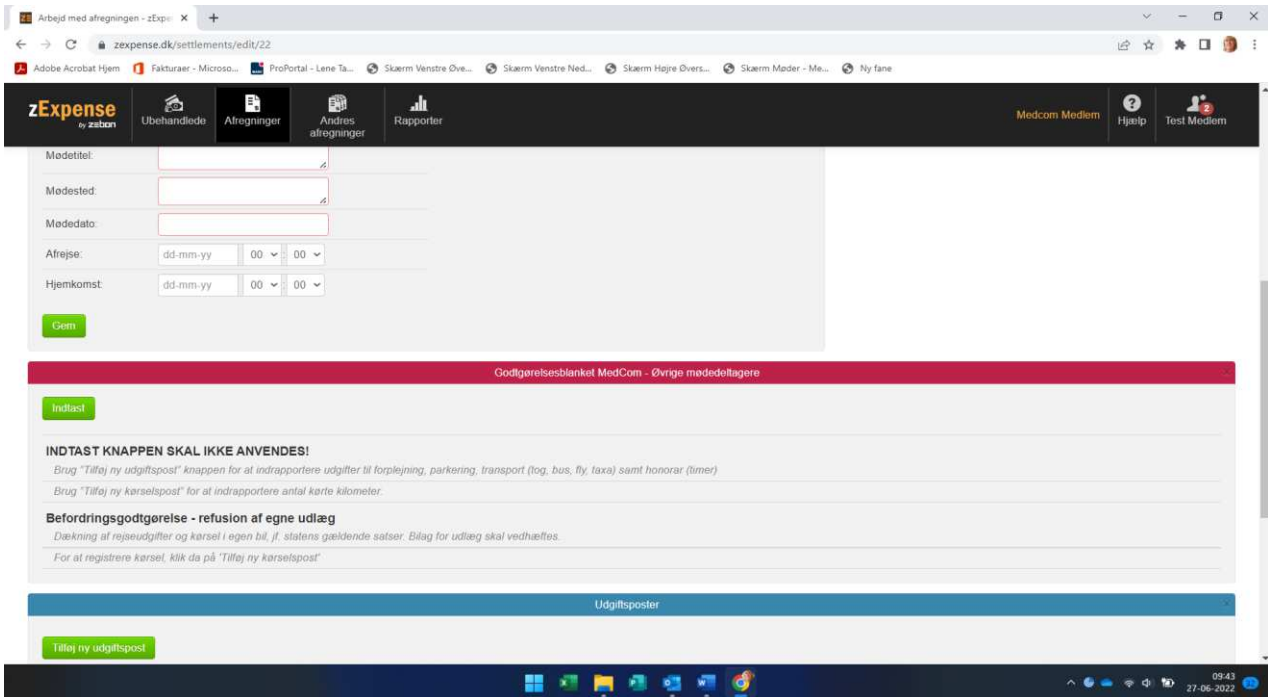 Arbejd med afregningen - zExpe
zexpense.dk/settlements/edit/22
Adobe Acrobat Hjem Fakturaer - Microso... ProPortal - Lene Ta... Skærm Venstre Øve... Skærm Venstre Ned... Skærm Højre Øvers... Skærm Møder - Me... Ny fane
zExpense
by zebon
Ubehandlede
Afregninger
Andres
afregninger
Rapporter
Medcom Medlem
Hjælp
2
Test Medlem
Mødetitel:
Mødested:
Mødedato:
Afrejse: dd-mm-yy 00 : 00
Hjemkomst: dd-mm-yy 00 : 00
Gem
Godtgørelsesblanket MedCom - Øvrige mødedeltagere
Indtast
INDTAST KNAPPEN SKAL IKKE ANVENDES!
Brug "Tilføj ny udgiftspost" knappen for at indrapportere udgifter til forplejning, parkering, transport (tog, bus, fly, taxa) samt honorar (timer)
Brug "Tilføj ny kørselspost" for at indrapportere antal kørte kilometer.
Befordringsgodtgørelse - refusion af egne udlæg
Dækning af rejseudgifter og kørsel i egen bil, jf. statens gældende satser. Bilag for udlæg skal vedhæftes.
For at registrere kørsel, klik da på 'Tilføj ny kørselspost'
Udgiftsposter
Tilføj ny udgiftspost
09:43
27-06-2022